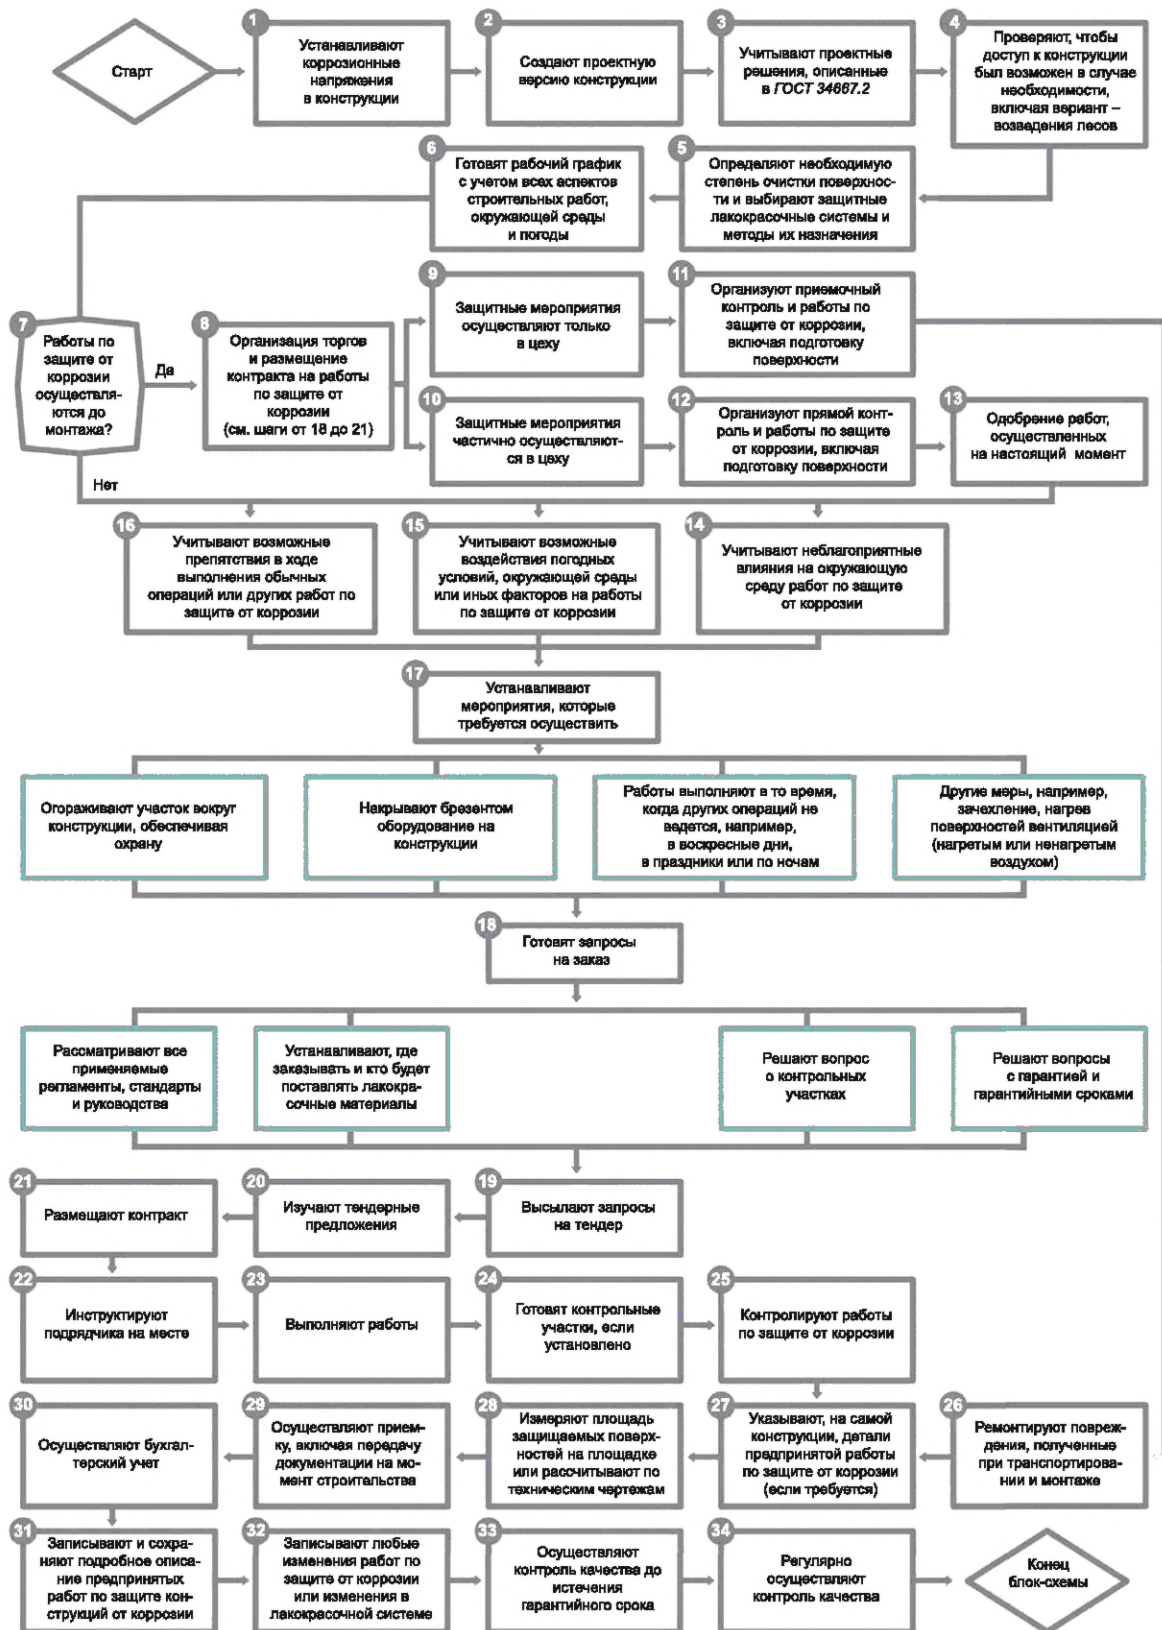 Старт
1
Устанавливают
коррозионные
напряжения
в конструкции
2
Создают проектную
версию конструкции
3
Учитывают проектные
решения, описанные
в ГОСТ 34667.2
4
Проверяют, чтобы
доступ к конструкции
был возможен в случае
необходимости,
включая вариант –
возведения лесов
6
Готовят рабочий график
с учетом всех аспектов
строительных работ,
окружающей среды
и погоды
5
Определяют необходимую
степень очистки поверхнос-
ти и выбирают защитные
лакокрасочные системы и
методы их назначения
7
Работы по
защите от
коррозии
осуществля-
ются до
монтажа?
Да
Нет
8
Организация торгов
и размещение
контракта на работы
по защите от
коррозии
(см. шаги от 18 до 21)
9
Защитные мероприятия
осуществляют только
в цеху
11
Организуют приемочный
контроль и работы по
защите от коррозии,
включая подготовку
поверхности
10
Защитные мероприятия
частично осуществляют-
ся в цеху
12
Организуют прямой конт-
роль и работы по защите
от коррозии, включая
подготовку поверхности
13
Одобрение работ,
осуществленных
на настоящий момент
16
Учитывают возможные
препятствия в ходе
выполнения обычных
операций или других работ по
защите от коррозии
15
Учитывают возможные
воздействия погодных
условий, окружающей среды
или иных факторов на работы
по защите от коррозии
14
Учитывают неблагоприятные
влияния на окружающую
среду работ по защите
от коррозии
17
Устанавливают
мероприятия, которые
требуется осуществить
Огораживают участок вокруг
конструкции, обеспечивая
охрану
Накрывают брезентом
оборудование на
конструкции
Работы выполняют в то время,
когда других операций не
ведется, например,
в воскресные дни,
в праздники или по ночам
Другие меры, например,
зачехление, нагрев
поверхностей вентиляцией
(нагретым или ненагретым
воздухом)
18
Готовят запросы
на заказ
Рассматривают все
применяемые
регламенты, стандарты
и руководства
Устанавливают, где
заказывать и кто будет
поставлять лакокра-
сочные материалы
Решают вопрос
о контрольных
участках
Решают вопросы
с гарантией и
гарантийными сроками
21
Размещают контракт
20
Изучают тендерные
предложения
19
Высылают запросы
на тендер
22
Инструктируют
подрядчика на месте
23
Выполняют работы
24
Готовят контрольные
участки, если
установлено
25
Контролируют работы
по защите от коррозии
30
Осуществляют бухгал-
терский учет
29
Осуществляют прием-
ку, включая передачу
документации на мо-
мент строительства
28
Измеряют площадь
защищаемых поверх-
ностей на площадке
или рассчитывают по
техническим чертежам
27
Указывают, на самой
конструкции, детали
предпринятой работы
по защите от коррозии
(если требуется)
26
Ремонтируют повреж-
дения, полученные
при транспортирова-
нии и монтаже
31
Записывают и сохра-
няют подробное описа-
ние предпринятых
работ по защите кон-
струкций от коррозии
32
Записывают любые
изменения работ по
защите от коррозии
или изменения в
лакокрасочной системе
33
Осуществляют
контроль качества до
истечения
гарантийного срока
34
Регулярно
осуществляют
контроль качества
Конец
блок-схемы